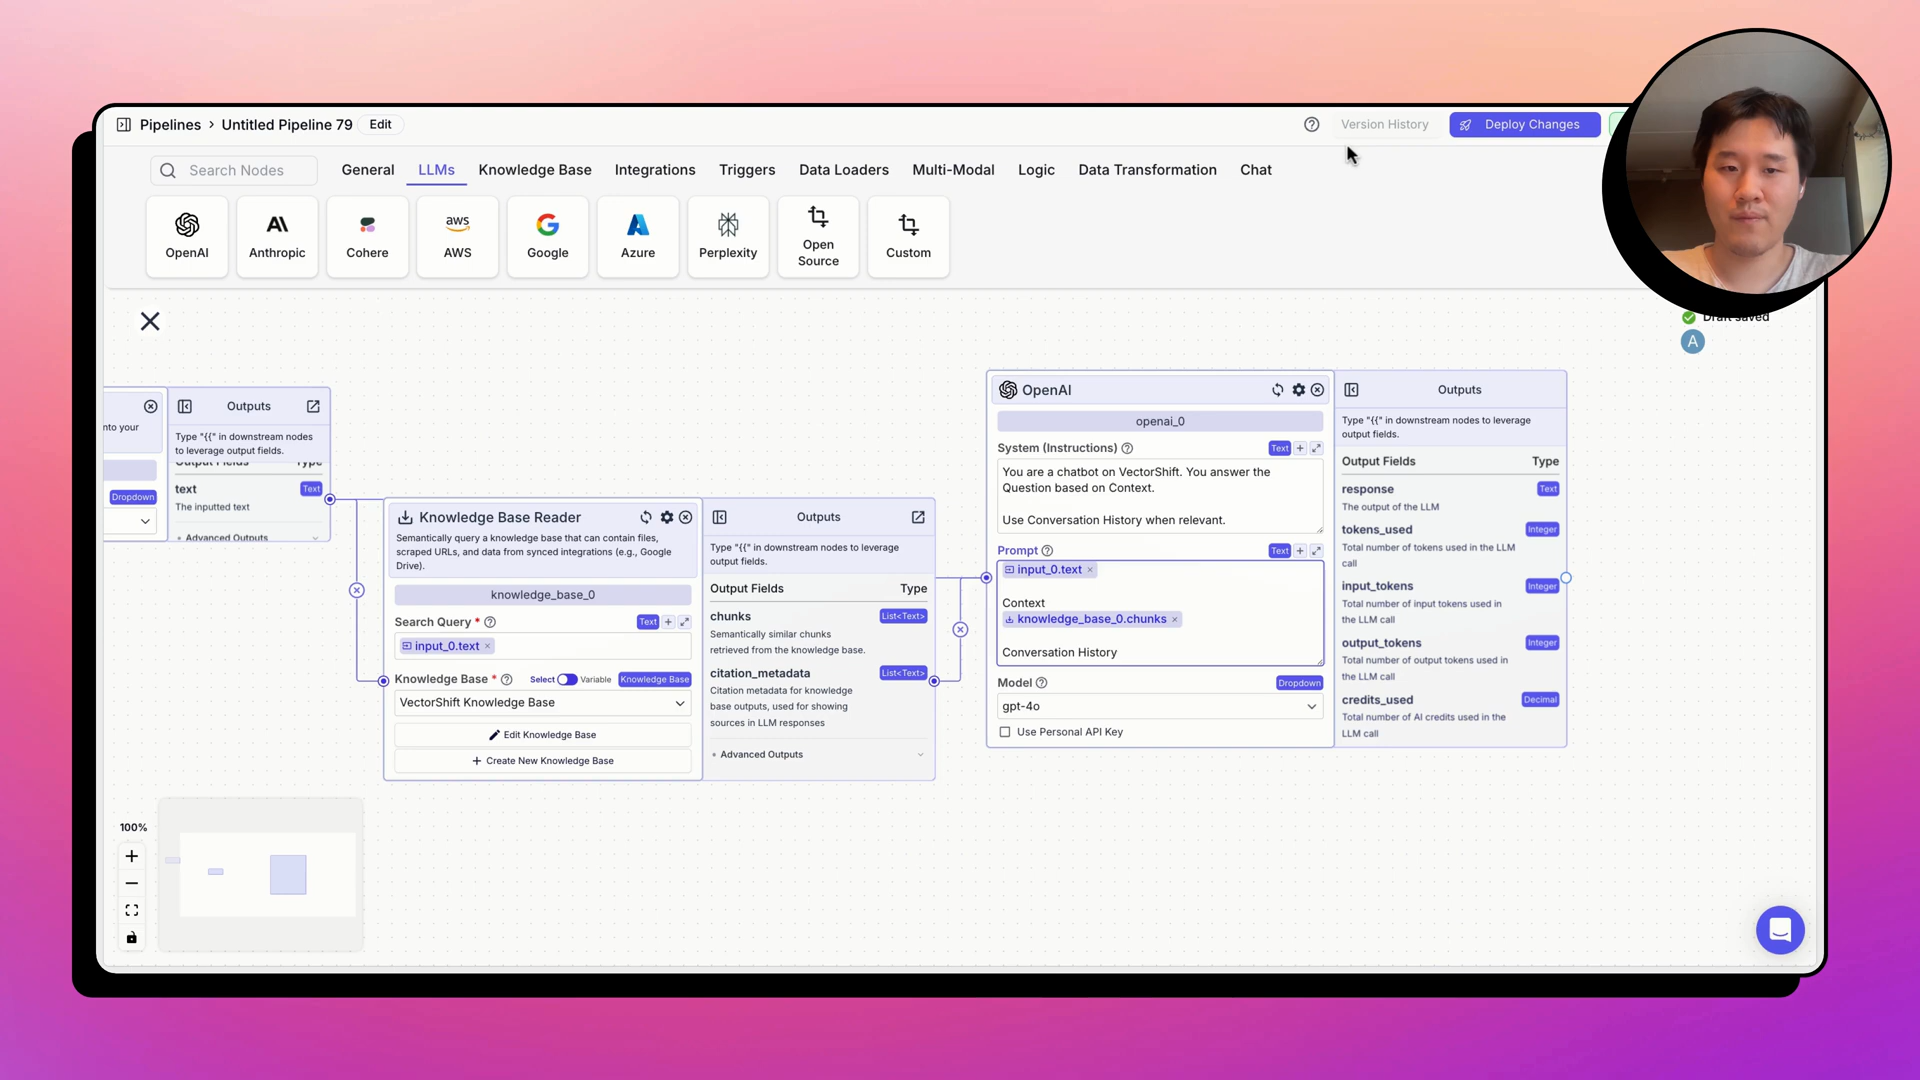 Pipelines > Untitled Pipeline 79 Edit
Version History
Deploy Changes
Search Nodes
General LLMs Knowledge Base Integrations Triggers Data Loaders Multi-Modal Logic Data Transformation Chat
OpenAI
Anthropic
Cohere
aws
AWS
Google
Azure
Perplexity
Open
Source
Custom
Draft saved
A
nto your
Dropdown
Outputs
Type "{{" in downstream nodes
to leverage output fields.
Output Fields Type
text Text
The inputted text
Advanced Outputs
Knowledge Base Reader
Semantically query a knowledge base that can contain files,
scraped URLs, and data from synced integrations (e.g., Google
Drive).
knowledge_base_0
Search Query * Text +
input_0.text ×
Knowledge Base * Select Variable Knowledge Base
VectorShift Knowledge Base
Edit Knowledge Base
+ Create New Knowledge Base
Outputs
Type "{{" in downstream nodes to leverage
output fields.
Output Fields Type
chunks List<Text>
Semantically similar chunks
retrieved from the knowledge base.
citation_metadata List<Text>
Citation metadata for knowledge
base outputs, used for showing
sources in LLM responses
Advanced Outputs
OpenAI
openai_0
System (Instructions) Text +
You are a chatbot on VectorShift. You answer the
Question based on Context.
Use Conversation History when relevant.
Prompt Text +
input_0.text ×
Context
knowledge_base_0.chunks ×
Conversation History
Model Dropdown
gpt-4o
Use Personal API Key
Outputs
Type "{{" in downstream nodes to leverage
output fields.
Output Fields Type
response Text
The output of the LLM
tokens_used Integer
Total number of tokens used in the LLM
call
input_tokens Integer
Total number of input tokens used in
the LLM call
output_tokens Integer
Total number of output tokens used in
the LLM call
credits_used Decimal
Total number of AI credits used in the
LLM call
100%